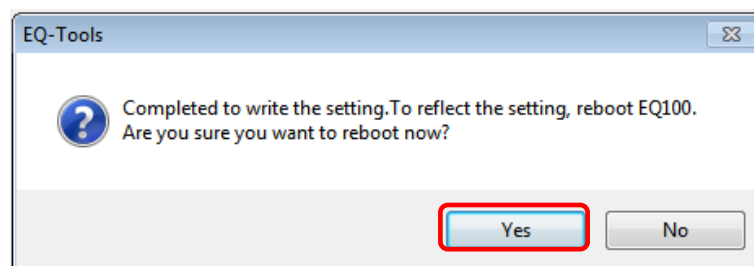 EQ-Tools
Completed to write the setting.To reflect the setting, reboot EQ100.
Are you sure you want to reboot now?
Yes
No